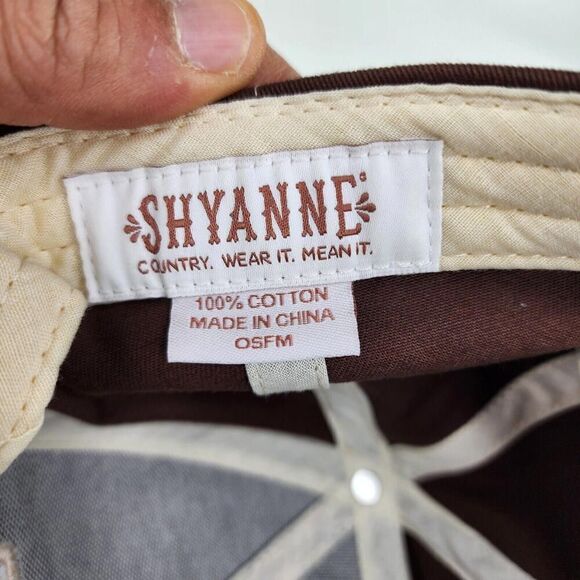 SHYANNE
COUNTRY. WEAR IT. MEAN IT.
100% COTTON
MADE IN CHINA
OSFM